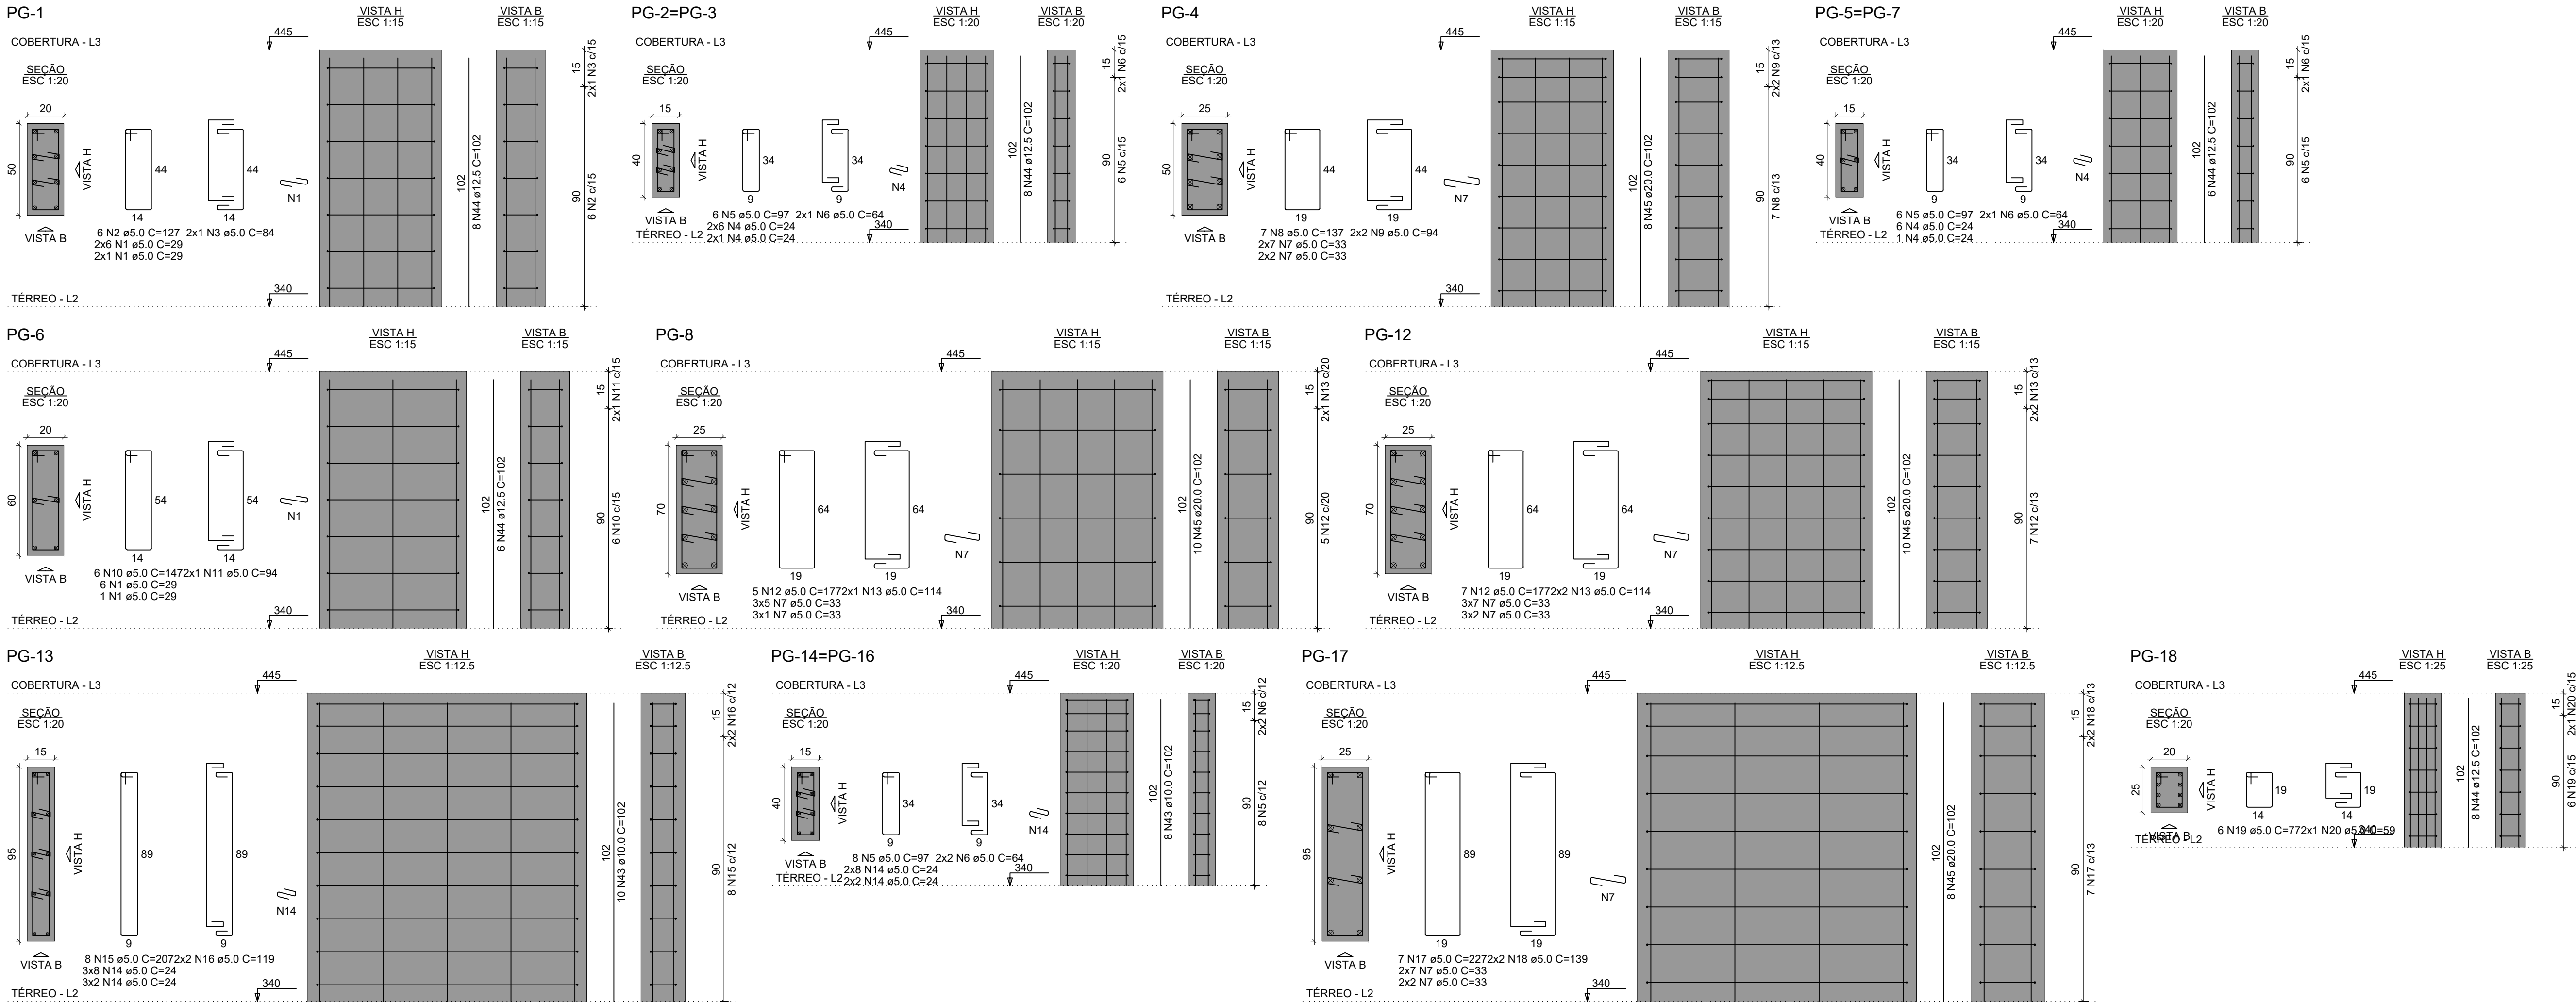 PG-1
VISTA H
ESC 1:15
VISTA B
ESC 1:15
COBERTURA - L3
445
SEÇÃO
ESC 1:20
20
50
VISTA H
VISTA B
44
14
44
14
N1
6 N2 ø5.0 C=127 2x1 N3 ø5.0 C=84
2x6 N1 ø5.0 C=29
2x1 N1 ø5.0 C=29
102
8 N44 ø12.5 C=102
15
2x1 N3 c/15
90
6 N2 c/15
TÉRREO - L2
340
PG-2=PG-3
VISTA H
ESC 1:20
VISTA B
ESC 1:20
COBERTURA - L3
445
SEÇÃO
ESC 1:20
15
40
VISTA H
VISTA B
34
9
34
9
N4
6 N5 ø5.0 C=97 2x1 N6 ø5.0 C=64
2x6 N4 ø5.0 C=24
2x1 N4 ø5.0 C=24
102
8 N44 ø12.5 C=102
15
2x1 N6 c/15
90
6 N5 c/15
TÉRREO - L2
340
PG-4
VISTA H
ESC 1:15
VISTA B
ESC 1:15
COBERTURA - L3
445
SEÇÃO
ESC 1:20
25
50
VISTA H
VISTA B
44
19
44
19
N7
7 N8 ø5.0 C=137 2x2 N9 ø5.0 C=94
2x7 N7 ø5.0 C=33
2x2 N7 ø5.0 C=33
102
8 N45 ø20.0 C=102
15
2x2 N9 c/13
90
7 N8 c/13
TÉRREO - L2
340
PG-5=PG-7
VISTA H
ESC 1:20
VISTA B
ESC 1:20
COBERTURA - L3
445
SEÇÃO
ESC 1:20
15
40
VISTA H
VISTA B
34
9
34
9
N4
6 N5 ø5.0 C=97 2x1 N6 ø5.0 C=64
6 N4 ø5.0 C=24
1 N4 ø5.0 C=24
102
6 N44 ø12.5 C=102
15
2x1 N6 c/15
90
6 N5 c/15
TÉRREO - L2
340
PG-6
VISTA H
ESC 1:15
VISTA B
ESC 1:15
COBERTURA - L3
445
SEÇÃO
ESC 1:20
20
60
VISTA H
VISTA B
54
14
54
14
N1
6 N10 ø5.0 C=1472x1 N11 ø5.0 C=94
6 N1 ø5.0 C=29
1 N1 ø5.0 C=29
102
6 N44 ø12.5 C=102
15
2x1 N11 c/15
90
6 N10 c/15
TÉRREO - L2
340
PG-8
VISTA H
ESC 1:15
VISTA B
ESC 1:15
COBERTURA - L3
445
SEÇÃO
ESC 1:20
25
70
VISTA H
VISTA B
64
19
64
19
N7
5 N12 ø5.0 C=1772x1 N13 ø5.0 C=114
3x5 N7 ø5.0 C=33
3x1 N7 ø5.0 C=33
102
10 N45 ø20.0 C=102
15
2x1 N13 c/20
90
5 N12 c/20
TÉRREO - L2
340
PG-12
VISTA H
ESC 1:15
VISTA B
ESC 1:15
COBERTURA - L3
445
SEÇÃO
ESC 1:20
25
70
VISTA H
VISTA B
64
19
64
19
N7
7 N12 ø5.0 C=1772x2 N13 ø5.0 C=114
3x7 N7 ø5.0 C=33
3x2 N7 ø5.0 C=33
102
10 N45 ø20.0 C=102
15
2x2 N13 c/13
90
7 N12 c/13
TÉRREO - L2
340
PG-13
VISTA H
ESC 1:12.5
VISTA B
ESC 1:12.5
COBERTURA - L3
445
SEÇÃO
ESC 1:20
15
95
VISTA H
VISTA B
89
9
89
9
N14
8 N15 ø5.0 C=2072x2 N16 ø5.0 C=119
3x8 N14 ø5.0 C=24
3x2 N14 ø5.0 C=24
102
10 N43 ø10.0 C=102
15
2x2 N16 c/12
90
8 N15 c/12
TÉRREO - L2
340
PG-14=PG-16
VISTA H
ESC 1:20
VISTA B
ESC 1:20
COBERTURA - L3
445
SEÇÃO
ESC 1:20
15
40
VISTA H
VISTA B
34
9
34
9
N14
8 N5 ø5.0 C=97 2x2 N6 ø5.0 C=64
2x8 N14 ø5.0 C=24
2x2 N14 ø5.0 C=24
102
8 N43 ø10.0 C=102
15
2x2 N6 c/12
90
8 N5 c/12
TÉRREO - L2
340
PG-17
VISTA H
ESC 1:12.5
VISTA B
ESC 1:12.5
COBERTURA - L3
445
SEÇÃO
ESC 1:20
25
95
VISTA H
VISTA B
89
19
89
19
N7
7 N17 ø5.0 C=2272x2 N18 ø5.0 C=139
2x7 N7 ø5.0 C=33
2x2 N7 ø5.0 C=33
102
8 N45 ø20.0 C=102
15
2x2 N18 c/13
90
7 N17 c/13
TÉRREO - L2
340
PG-18
VISTA H
ESC 1:25
VISTA B
ESC 1:25
COBERTURA - L3
445
SEÇÃO
ESC 1:20
20
25
VISTA H
VISTA B
19
14
19
14
6 N19 ø5.0 C=772x1 N20 ø5.0 C=59
102
8 N44 ø12.5 C=102
15
2x1 N20 c/15
90
6 N19 c/15
TÉRREO - L2
340